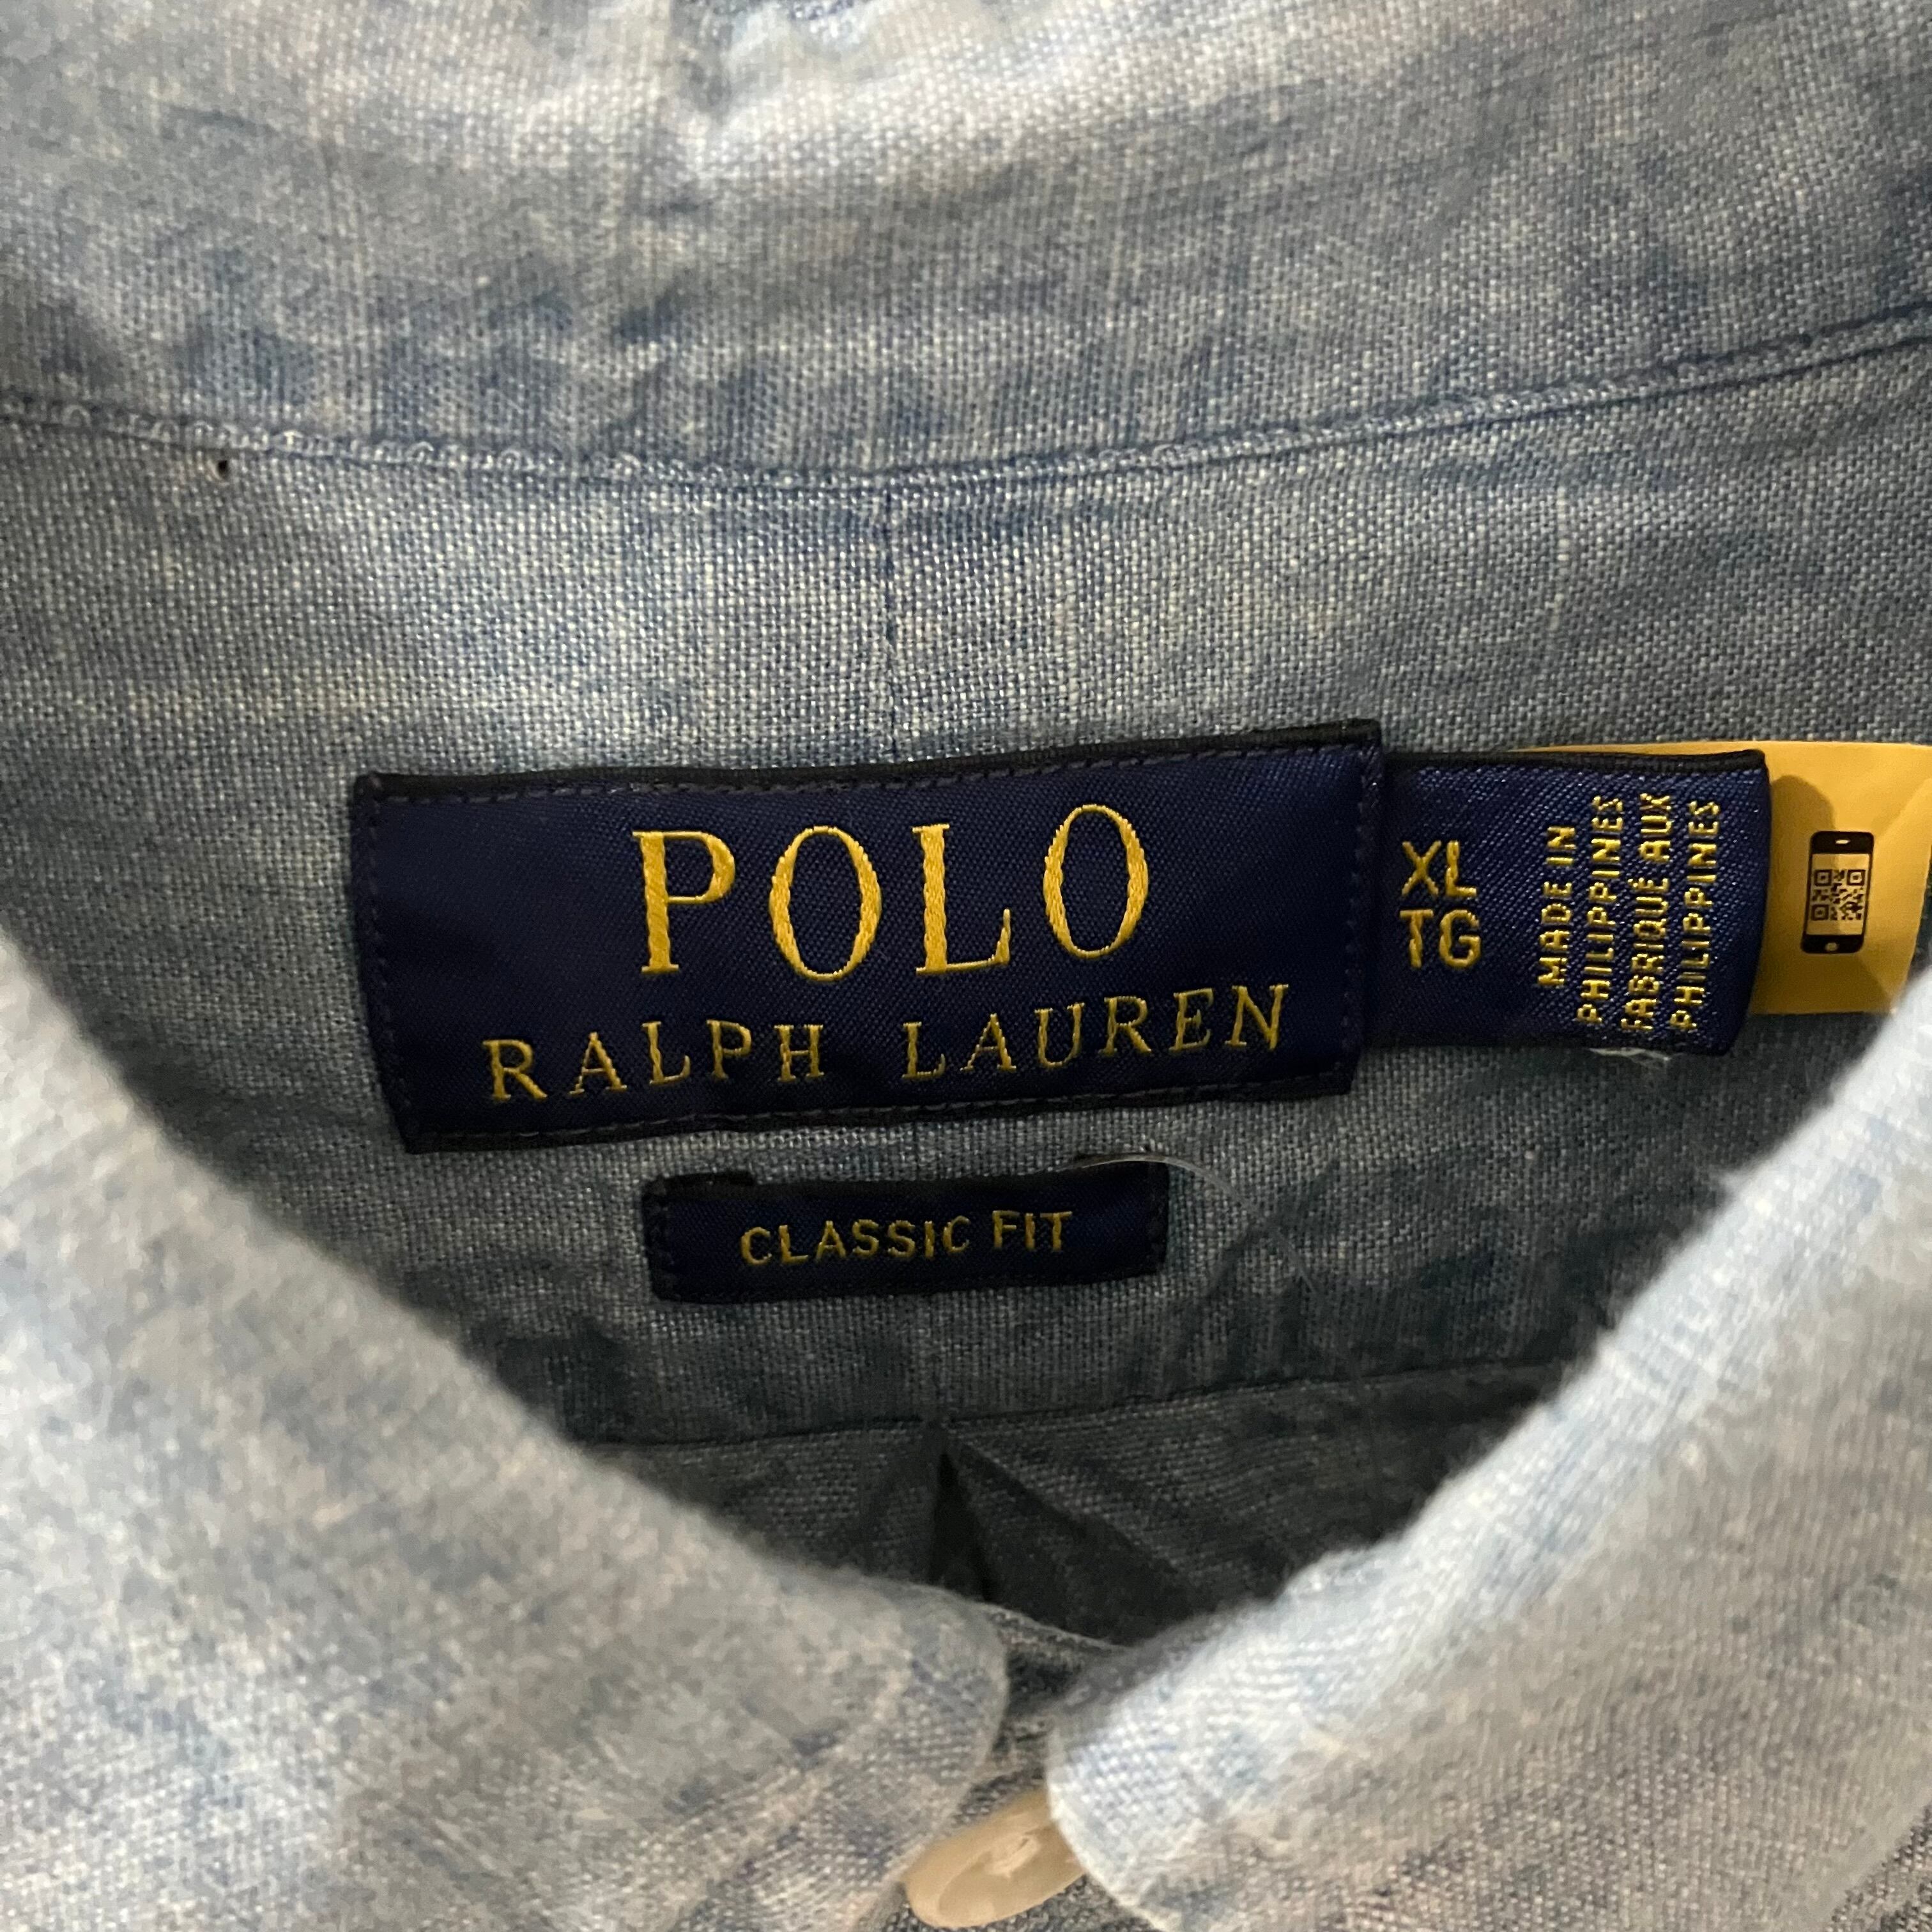 POLO
RALPH LAUREN
XL
TG
MADE IN
PHILIPPINES
FABRIQUÉ AUX
PHILIPPINES
CLASSIC FIT